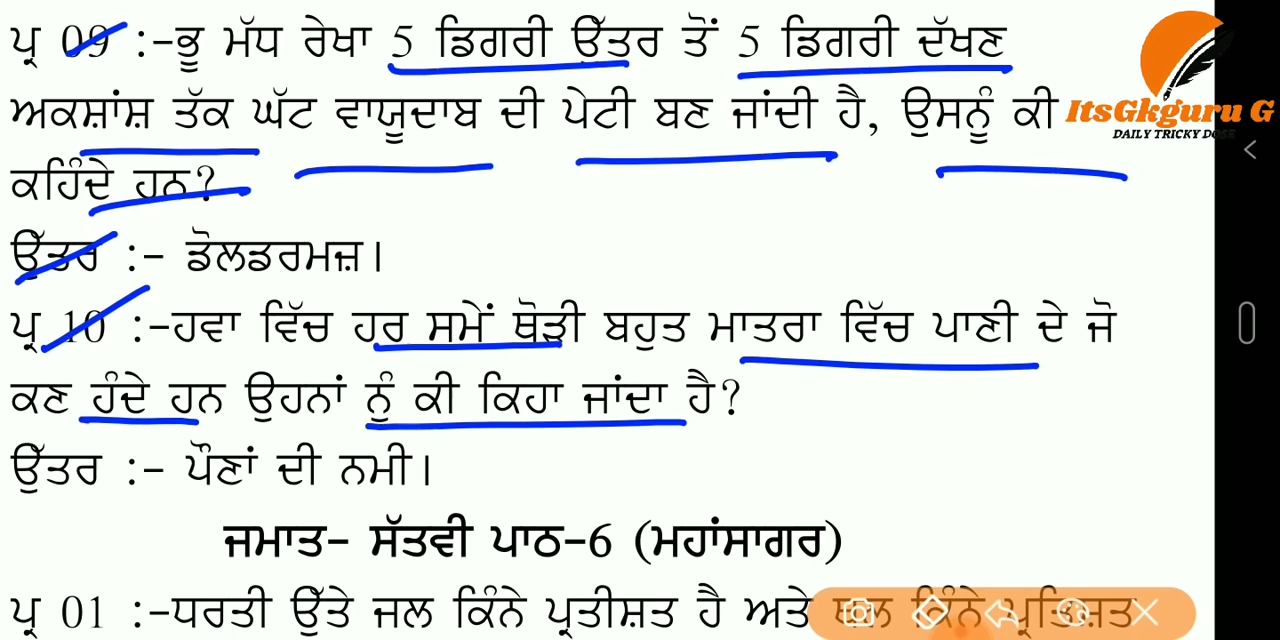 ਪ੍ਰ 09 :-ਭੂ ਮੱਧ ਰੇਖਾ 5 ਡਿਗਰੀ ਉੱਤਰ ਤੋਂ 5 ਡਿਗਰੀ ਦੱਖਣ
ਅਕਸ਼ਾਂਸ਼ ਤੱਕ ਘੱਟ ਵਾਯੂਦਾਬ ਦੀ ਪੇਟੀ ਬਣ ਜਾਂਦੀ ਹੈ, ਉਸਨੂੰ ਕੀ
ItsGkguru G
DAILY TRICKY DOSE
ਕਹਿੰਦੇ ਹਨ?
ਉੱਤਰ :- ਡੋਲਡਰਮਜ਼।
ਪ੍ਰ 10 :-ਹਵਾ ਵਿੱਚ ਹਰ ਸਮੇਂ ਥੋੜੀ ਬਹੁਤ ਮਾਤਰਾ ਵਿੱਚ ਪਾਣੀ ਦੇ ਜੋ
ਕਣ ਹੰਦੇ ਹਨ ਉਹਨਾਂ ਨੂੰ ਕੀ ਕਿਹਾ ਜਾਂਦਾ ਹੈ?
ਉੱਤਰ :- ਪੌਣਾਂ ਦੀ ਨਮੀ।
ਜਮਾਤ- ਸੱਤਵੀ ਪਾਠ-6 (ਮਹਾਂਸਾਗਰ)
ਪ੍ਰ 01 :-ਧਰਤੀ ਉੱਤੇ ਜਲ ਕਿੰਨੇ ਪ੍ਰਤੀਸ਼ਤ ਹੈ ਅਤੇ ਥਲ ਕਿੰਨੇ ਪ੍ਰਤਿਸ਼ਤ